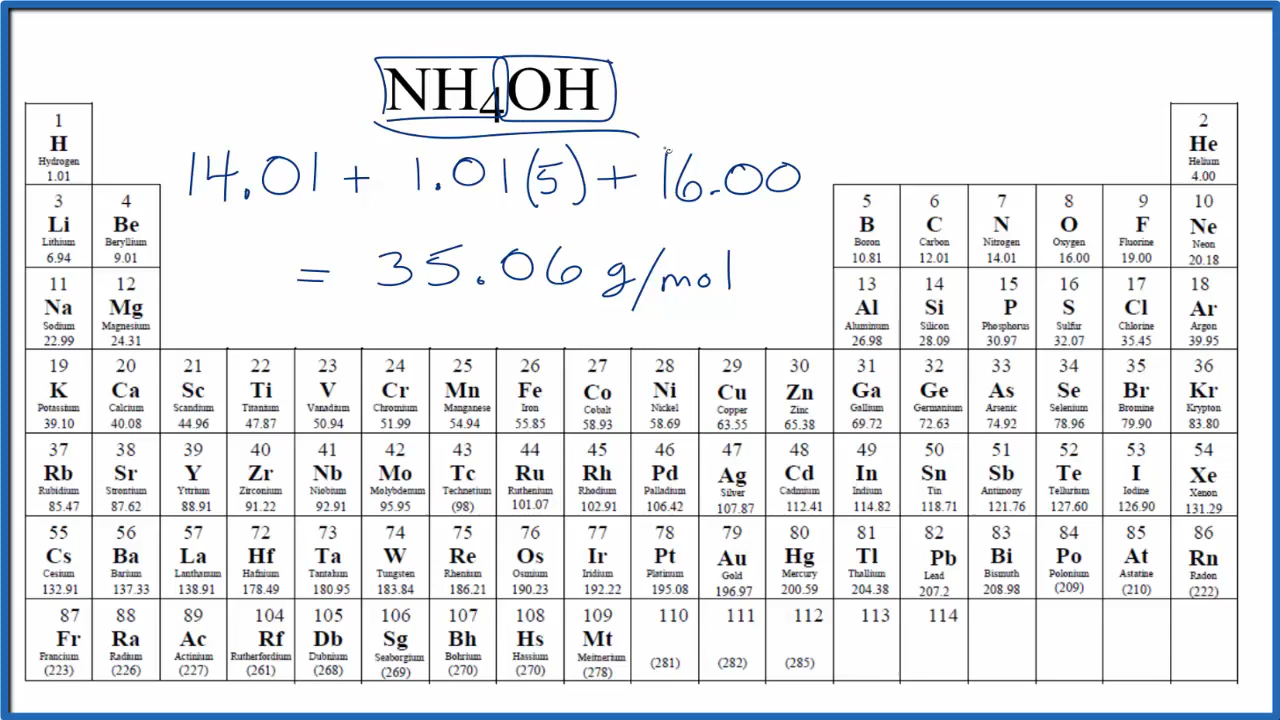 NH4OH
14.01 + 1.01(5) + 16.00
= 35.06 g/mol
1 2
H He
Hydrogen Helium
1.01 4.00
3 4 5 6 7 8 9 10
Li Be B C N O F Ne
Lithium Beryllium Boron Carbon Nitrogen Oxygen Fluorine Neon
6.94 9.01 10.81 12.01 14.01 16.00 19.00 20.18
11 12 13 14 15 16 17 18
Na Mg Al Si P S Cl Ar
Sodium Magnesium Aluminum Silicon Phosphorus Sulfur Chlorine Argon
22.99 24.31 26.98 28.09 30.97 32.07 35.45 39.95
19 20 21 22 23 24 25 26 27 28 29 30 31 32 33 34 35 36
K Ca Sc Ti V Cr Mn Fe Co Ni Cu Zn Ga Ge As Se Br Kr
Potassium Calcium Scandium Titanium Vanadium Chromium Manganese Iron Cobalt Nickel Copper Zinc Gallium Germanium Arsenic Selenium Bromine Krypton
39.10 40.08 44.96 47.87 50.94 51.99 54.94 55.85 58.93 58.69 63.55 65.38 69.72 72.63 74.92 78.96 79.90 83.80
37 38 39 40 41 42 43 44 45 46 47 48 49 50 51 52 53 54
Rb Sr Y Zr Nb Mo Tc Ru Rh Pd Ag Cd In Sn Sb Te I Xe
Rubidium Strontium Yttrium Zirconium Niobium Molybdenum Technetium Ruthenium Rhodium Palladium Silver Cadmium Indium Tin Antimony Tellurium Iodine Xenon
85.47 87.62 88.91 91.22 92.91 95.95 (98) 101.07 102.91 106.42 107.87 112.41 114.82 118.71 121.76 127.60 126.90 131.29
55 56 57 72 73 74 75 76 77 78 79 80 81 82 83 84 85 86
Cs Ba La Hf Ta W Re Os Ir Pt Au Hg Tl Pb Bi Po At Rn
Cesium Barium Lanthanum Hafnium Tantalum Tungsten Rhenium Osmium Iridium Platinum Gold Mercury Thallium Lead Bismuth Polonium Astatine Radon
132.91 137.33 138.91 178.49 180.95 183.84 186.21 190.23 192.22 195.08 196.97 200.59 204.38 207.2 208.98 (209) (210) (222)
87 88 89 104 105 106 107 108 109 110 111 112 113 114
Fr Ra Ac Rf Db Sg Bh Hs Mt
Francium Radium Actinium Rutherfordium Dubnium Seaborgium Bohrium Hassium Meitnerium
(223) (226) (227) (261) (268) (269) (270) (270) (278) (281) (282) (285)